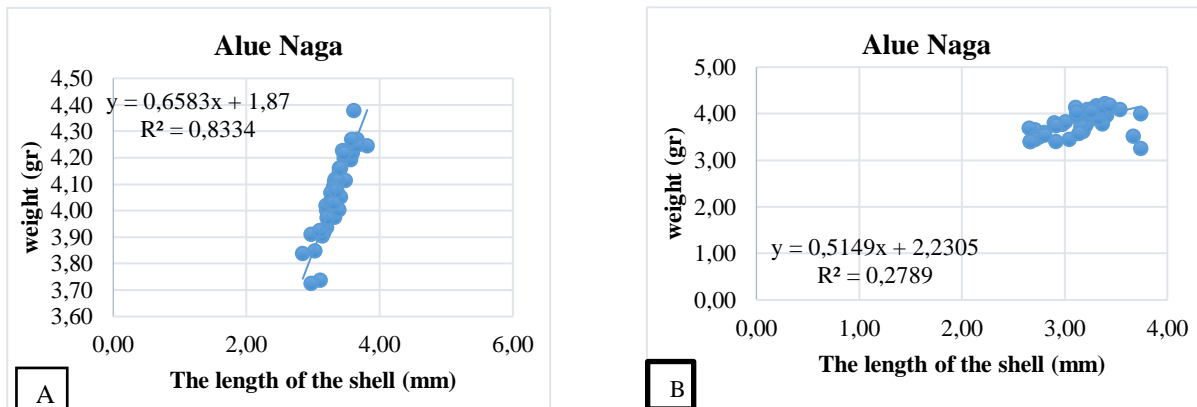 Alue Naga
4,50
4,40
4,30
4,20
4,10
4,00
3,90
3,80
3,70
3,60
y = 0,6583x + 1,87
R² = 0,8334
weight (gr)
0,00 2,00 4,00 6,00
The length of the shell (mm)
A
Alue Naga
5,00
4,00
3,00
2,00
1,00
0,00
y = 0,5149x + 2,2305
R² = 0,2789
weight (gr)
0,00 1,00 2,00 3,00 4,00
The length of the shell (mm)
B